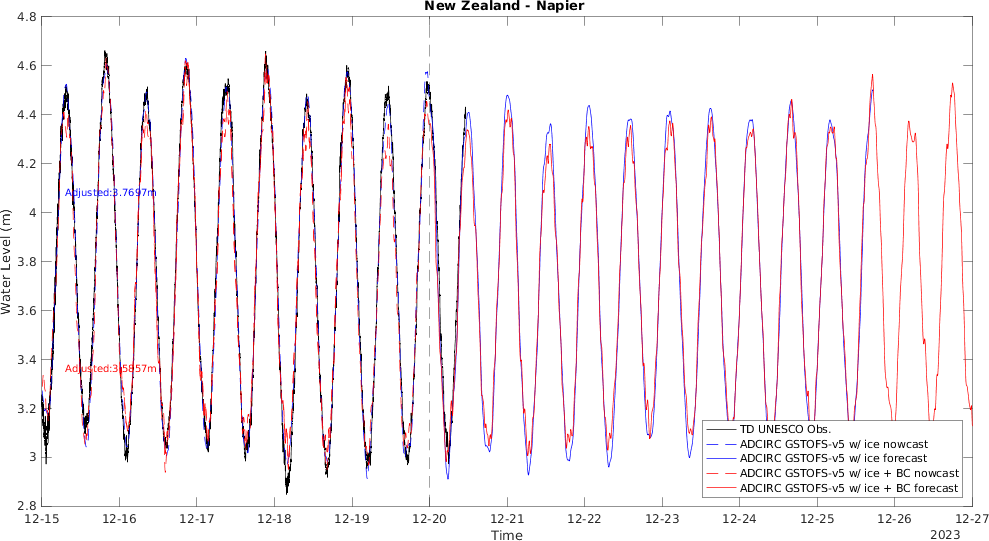 New Zealand - Napier
4.8
4.6
4.4
4.2
4
3.8
3.6
3.4
3.2
3
2.8
Water Level (m)
Adjusted:3.7697m
Adjusted:3.5857m
TD UNESCO Obs.
ADCIRC GSTOFS-v5 w/ ice nowcast
ADCIRC GSTOFS-v5 w/ ice forecast
ADCIRC GSTOFS-v5 w/ ice + BC nowcast
ADCIRC GSTOFS-v5 w/ ice + BC forecast
12-15 12-16 12-17 12-18 12-19 12-20 12-21 12-22 12-23 12-24 12-25 12-26 12-27
Time
2023